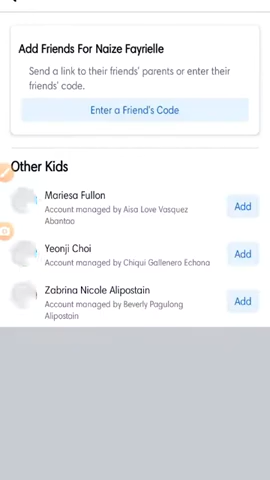 Add Friends For Naize Fayrielle
Send a link to their friends' parents or enter their
friends' code.
Enter a Friend's Code
Other Kids
Mariesa Fullon
Account managed by Aisa Love Vasquez
Abantao
Add
Yeonji Choi
Account managed by Chiqui Gallenero Echona
Add
Zabrina Nicole Alipostain
Account managed by Beverly Pagulong
Alipostain
Add